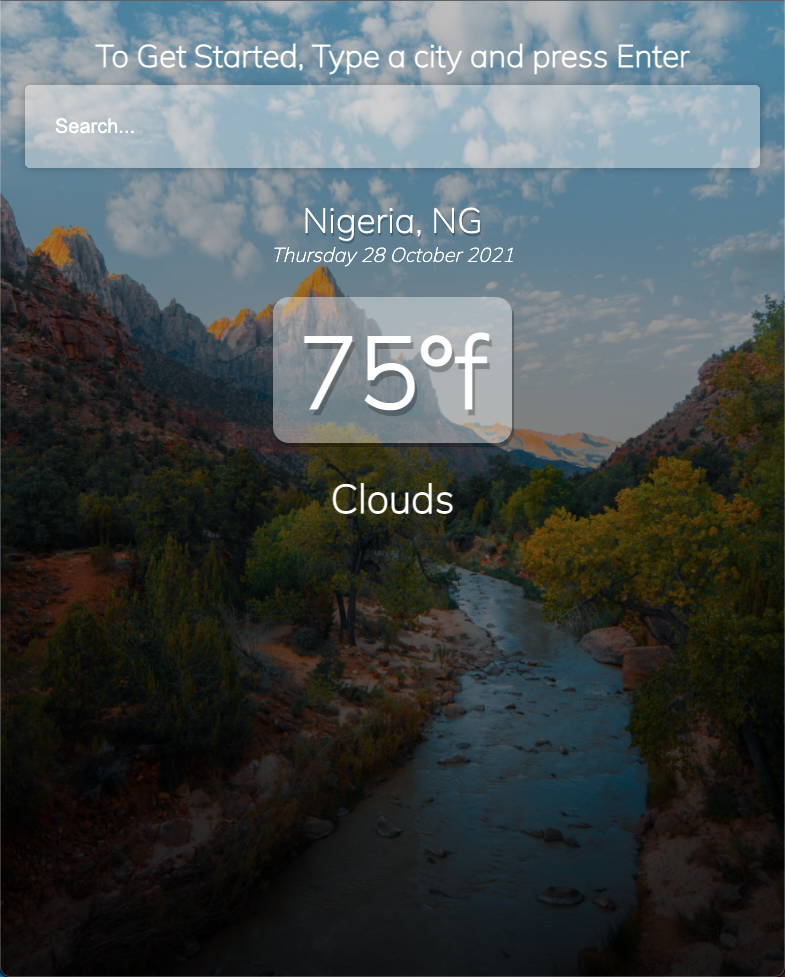 To Get Started, Type a city and press Enter
Search...
Nigeria, NG
Thursday 28 October 2021
75°f
Clouds